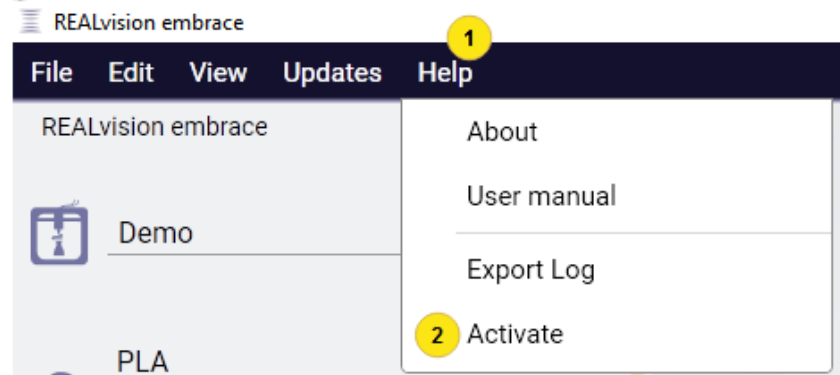 REALvision embrace
1
File Edit View Updates Help
REALvision embrace
About
User manual
Demo
Export Log
2 Activate
PLA